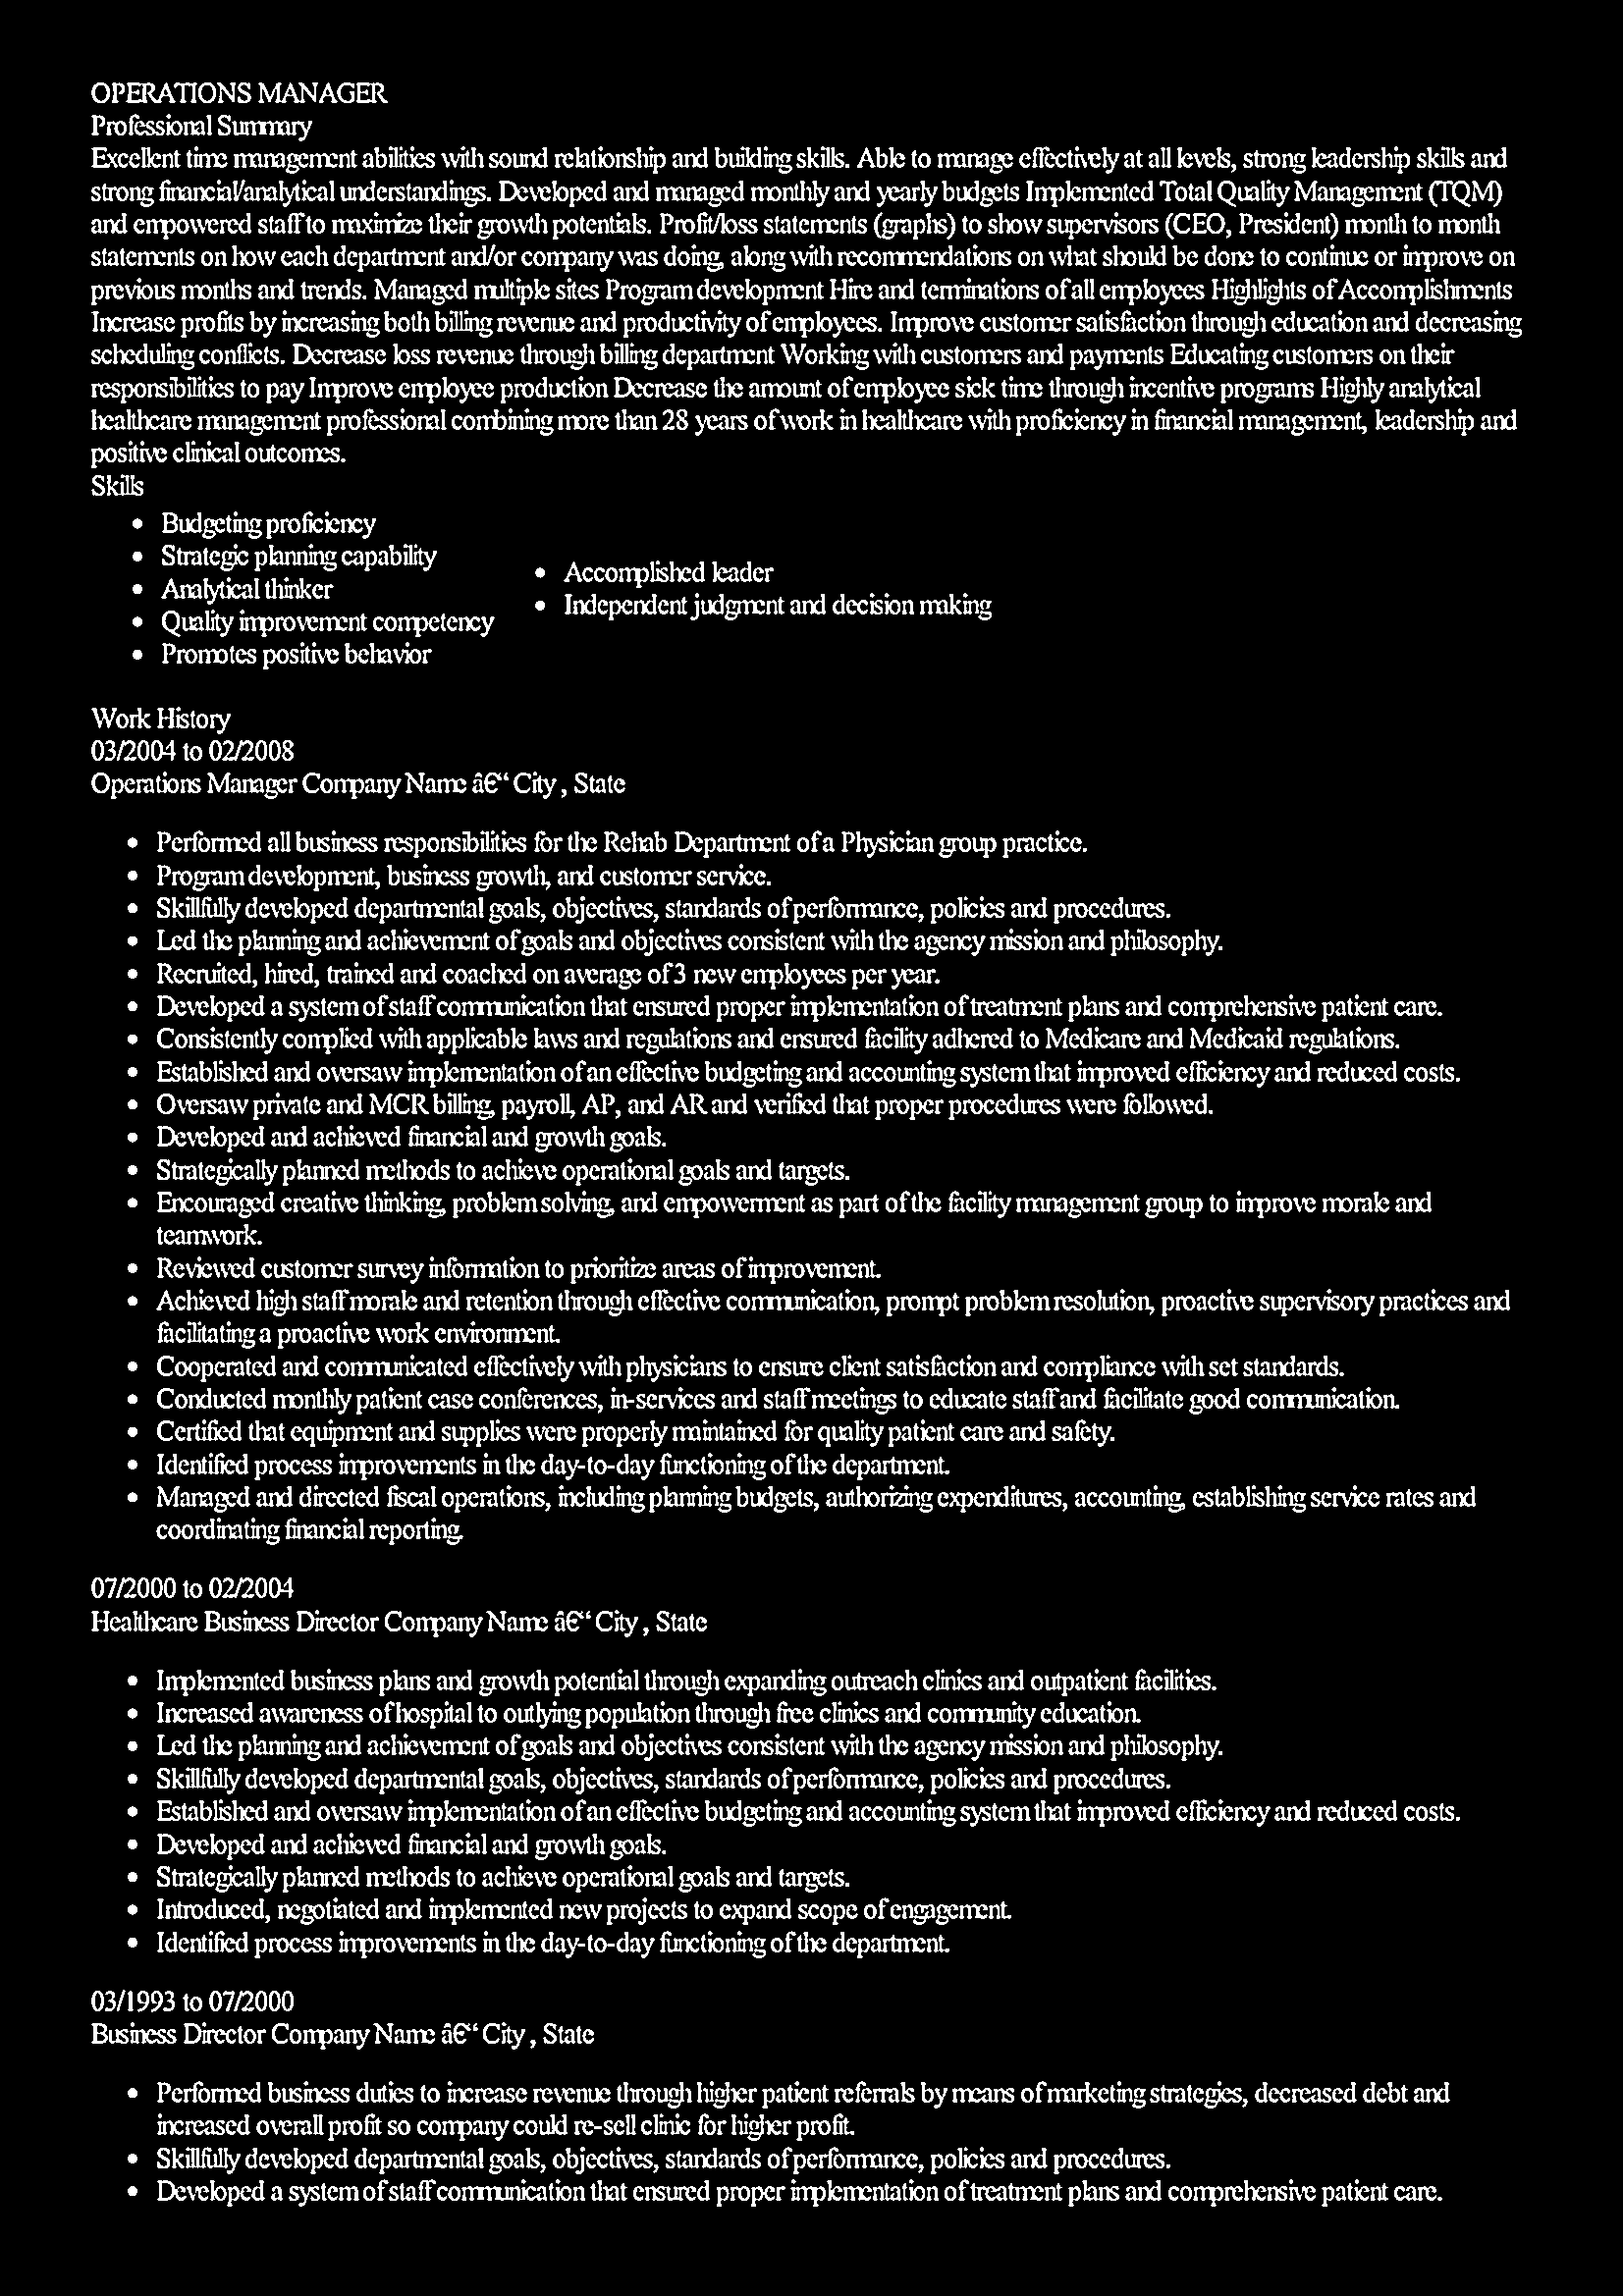 OPERATIONS MANAGER
Professional Summary
Excellent time management abilities with sound relationship and building skills. Able to manage effectively at all levels, strong leadership skills and
strong financial/analytical understandings. Developed and managed monthly and yearly budgets Implemented Total Quality Management (TQM)
and empowered staff to maximize their growth potentials. Profit/loss statements (graphs) to show supervisors (CEO, President) month to month
statements on how each department and/or company was doing, along with recommendations on what should be done to continue or improve on
previous months and trends. Managed multiple sites Program development Hire and terminations of all employees Highlights of Accomplishments
Increase profits by increasing both billing revenue and productivity of employees. Improve customer satisfaction through education and decreasing
scheduling conflicts. Decrease loss revenue through billing department Working with customers and payments Educating customers on their
responsibilities to pay Improve employee production Decrease the amount of employee sick time through incentive programs Highly analytical
healthcare management professional combining more than 28 years of work in healthcare with proficiency in financial management, leadership and
positive clinical outcomes.
Skills
• Budgeting proficiency
• Strategic planning capability
• Analytical thinker
• Quality improvement competency
• Promotes positive behavior
• Accomplished leader
• Independent judgment and decision making
Work History
03/2004 to 02/2008
Operations Manager Company Name â€“ City , State
• Performed all business responsibilities for the Rehab Department of a Physician group practice.
• Program development, business growth, and customer service.
• Skillfully developed departmental goals, objectives, standards of performance, policies and procedures.
• Led the planning and achievement of goals and objectives consistent with the agency mission and philosophy.
• Recruited, hired, trained and coached on average of 3 new employees per year.
• Developed a system of staff communication that ensured proper implementation of treatment plans and comprehensive patient care.
• Consistently complied with applicable laws and regulations and ensured facility adhered to Medicare and Medicaid regulations.
• Established and oversaw implementation of an effective budgeting and accounting system that improved efficiency and reduced costs.
• Oversaw private and MCR billing, payroll, AP, and AR and verified that proper procedures were followed.
• Developed and achieved financial and growth goals.
• Strategically planned methods to achieve operational goals and targets.
• Encouraged creative thinking, problem solving, and empowerment as part of the facility management group to improve morale and
teamwork.
• Reviewed customer survey information to prioritize areas of improvement.
• Achieved high staff morale and retention through effective communication, prompt problem resolution, proactive supervisory practices and
facilitating a proactive work environment.
• Cooperated and communicated effectively with physicians to ensure client satisfaction and compliance with set standards.
• Conducted monthly patient case conferences, in-services and staff meetings to educate staff and facilitate good communication.
• Certified that equipment and supplies were properly maintained for quality patient care and safety.
• Identified process improvements in the day-to-day functioning of the department.
• Managed and directed fiscal operations, including planning budgets, authorizing expenditures, accounting, establishing service rates and
coordinating financial reporting.
07/2000 to 02/2004
Healthcare Business Director Company Name â€“ City , State
• Implemented business plans and growth potential through expanding outreach clinics and outpatient facilities.
• Increased awareness of hospital to outlying population through free clinics and community education.
• Led the planning and achievement of goals and objectives consistent with the agency mission and philosophy.
• Skillfully developed departmental goals, objectives, standards of performance, policies and procedures.
• Established and oversaw implementation of an effective budgeting and accounting system that improved efficiency and reduced costs.
• Developed and achieved financial and growth goals.
• Strategically planned methods to achieve operational goals and targets.
• Introduced, negotiated and implemented new projects to expand scope of engagement.
• Identified process improvements in the day-to-day functioning of the department.
03/1993 to 07/2000
Business Director Company Name â€“ City , State
• Performed business duties to increase revenue through higher patient referrals by means of marketing strategies, decreased debt and
increased overall profit so company could re-sell clinic for higher profit.
• Skillfully developed departmental goals, objectives, standards of performance, policies and procedures.
• Developed a system of staff communication that ensured proper implementation of treatment plans and comprehensive patient care.